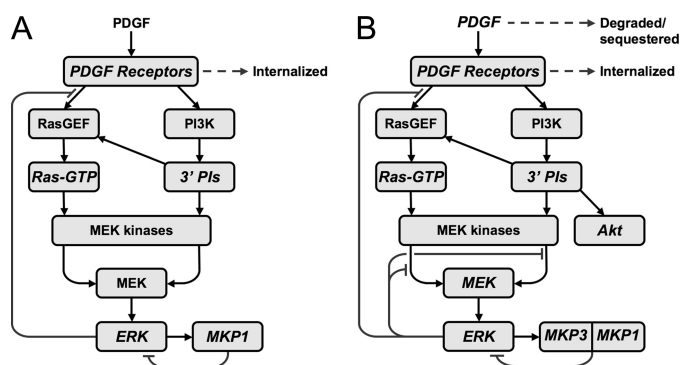 A
PDGF
PDGF Receptors
Internalized
RasGEF
PI3K
Ras-GTP
3' PIs
MEK kinases
MEK
ERK
MKP1
B
PDGF
Degraded/
sequestered
PDGF Receptors
Internalized
RasGEF
PI3K
Ras-GTP
3' PIs
MEK kinases
Akt
MEK
ERK
MKP3
MKP1